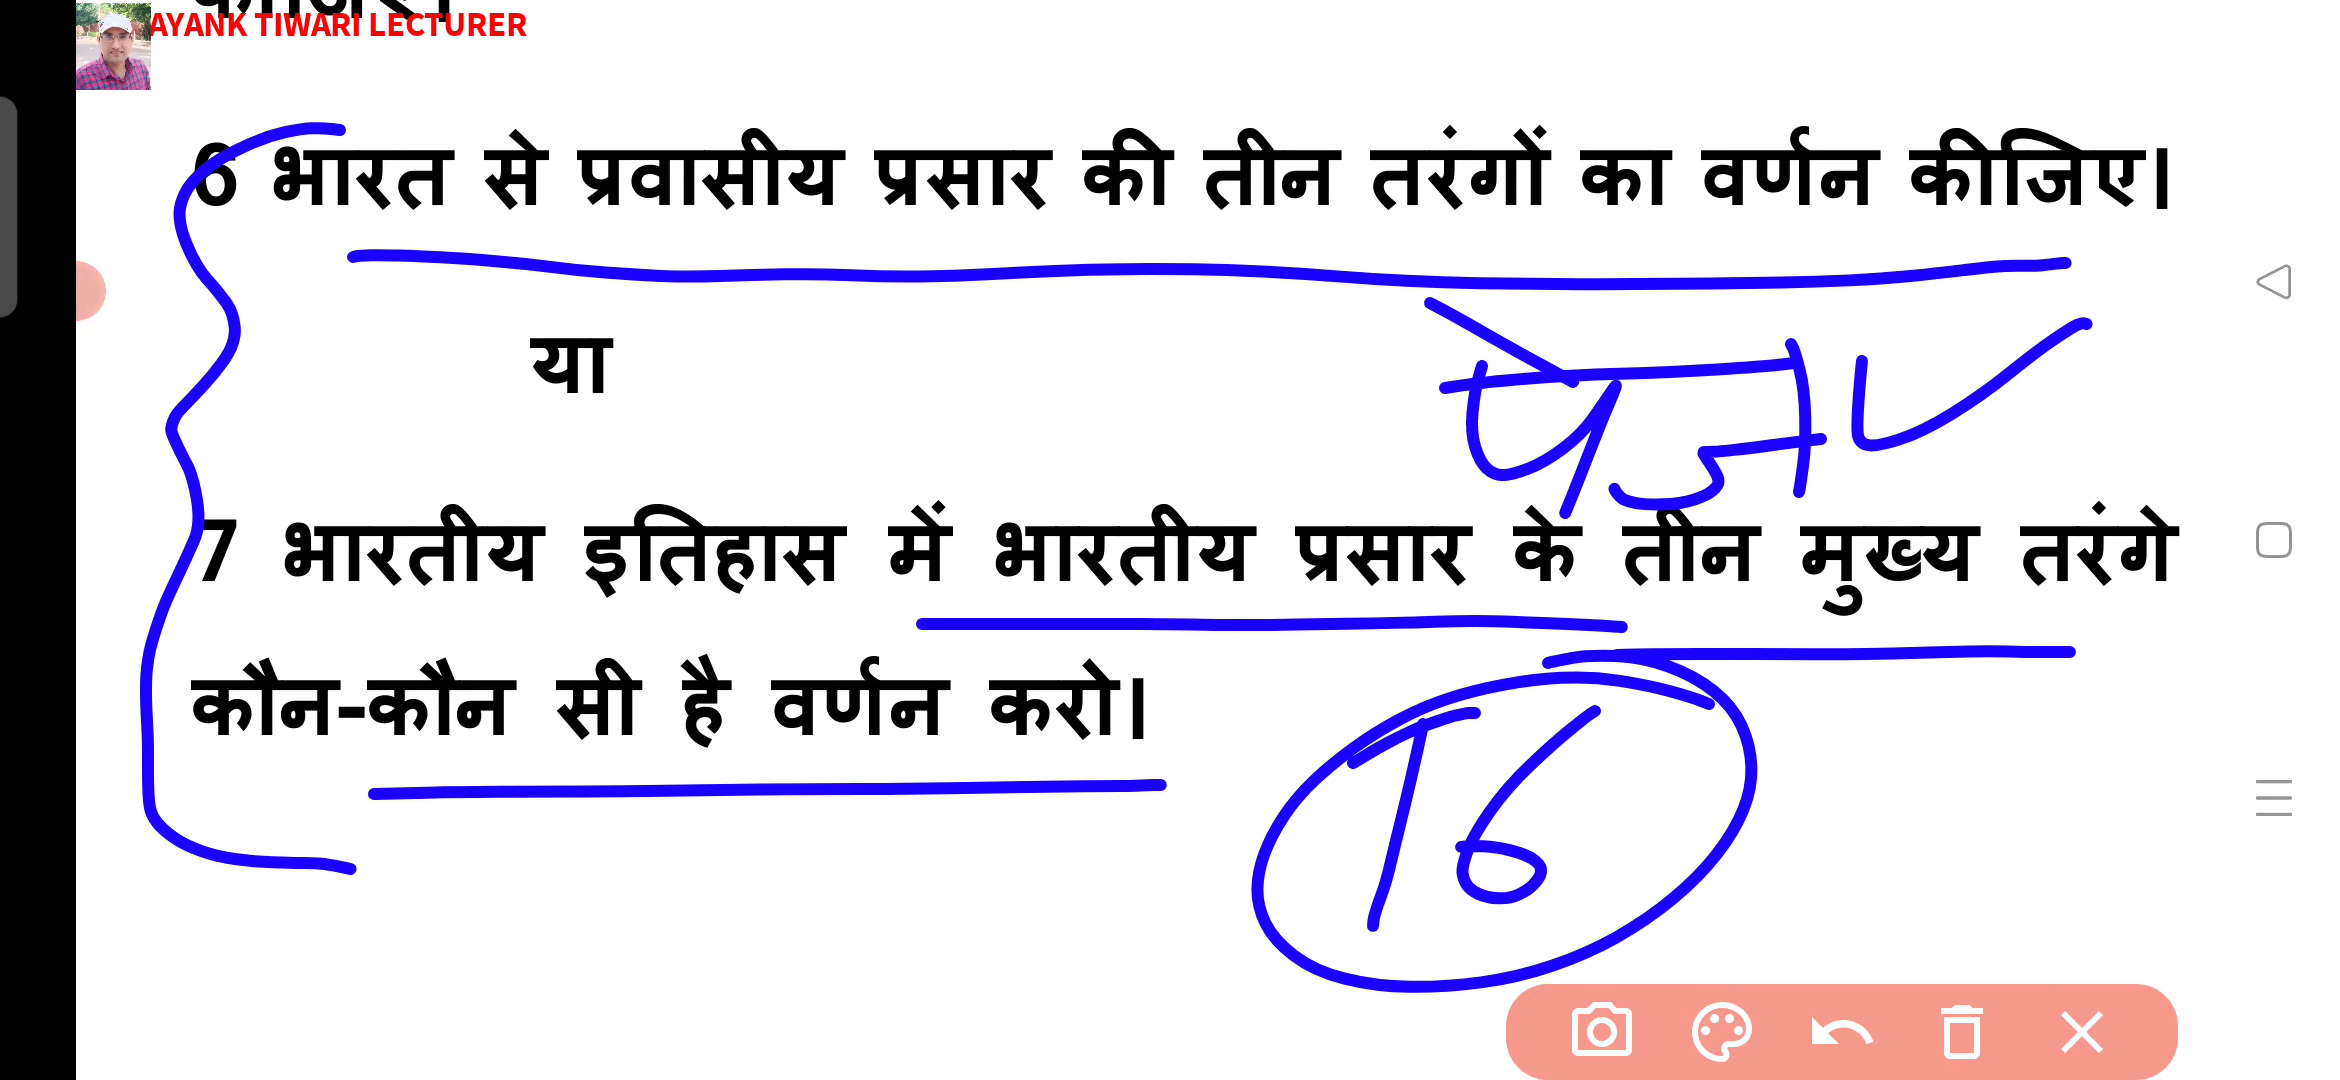 AYANK TIWARI LECTURER
6 भारत से प्रवासीय प्रसार की तीन तरंगों का वर्णन कीजिए।
या
7 भारतीय इतिहास में भारतीय प्रसार के तीन मुख्य तरंगे
कौन-कौन सी है वर्णन करो।
16